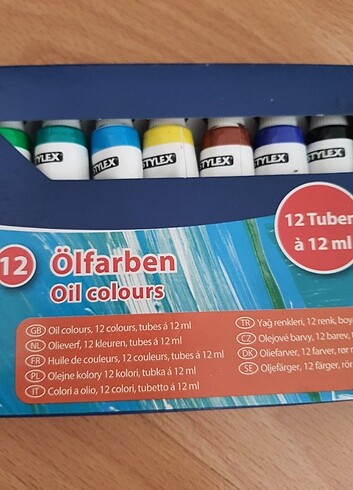 STYLEX STYLEX STYLEX STYLEX STYLEX STYLEX
12 Tuben
à 12 ml
12 Ölfarben
Oil colours
GB Oil colours, 12 colours, tubes á 12 ml
NL Olieverf, 12 kleuren, tubes á 12 ml
FR Huile de couleurs, 12 couleurs, tubes á 12 ml
PL Olejne kolory 12 kolori, tubka á 12 ml
IT Colori a olio, 12 colori, tubetto á 12 ml
TR Yağ renkleri, 12 renk,
CZ Olejové barvy, 12 barev,
DK Oliefarver, 12 farver,
SE Oljefärger, 12 färger,